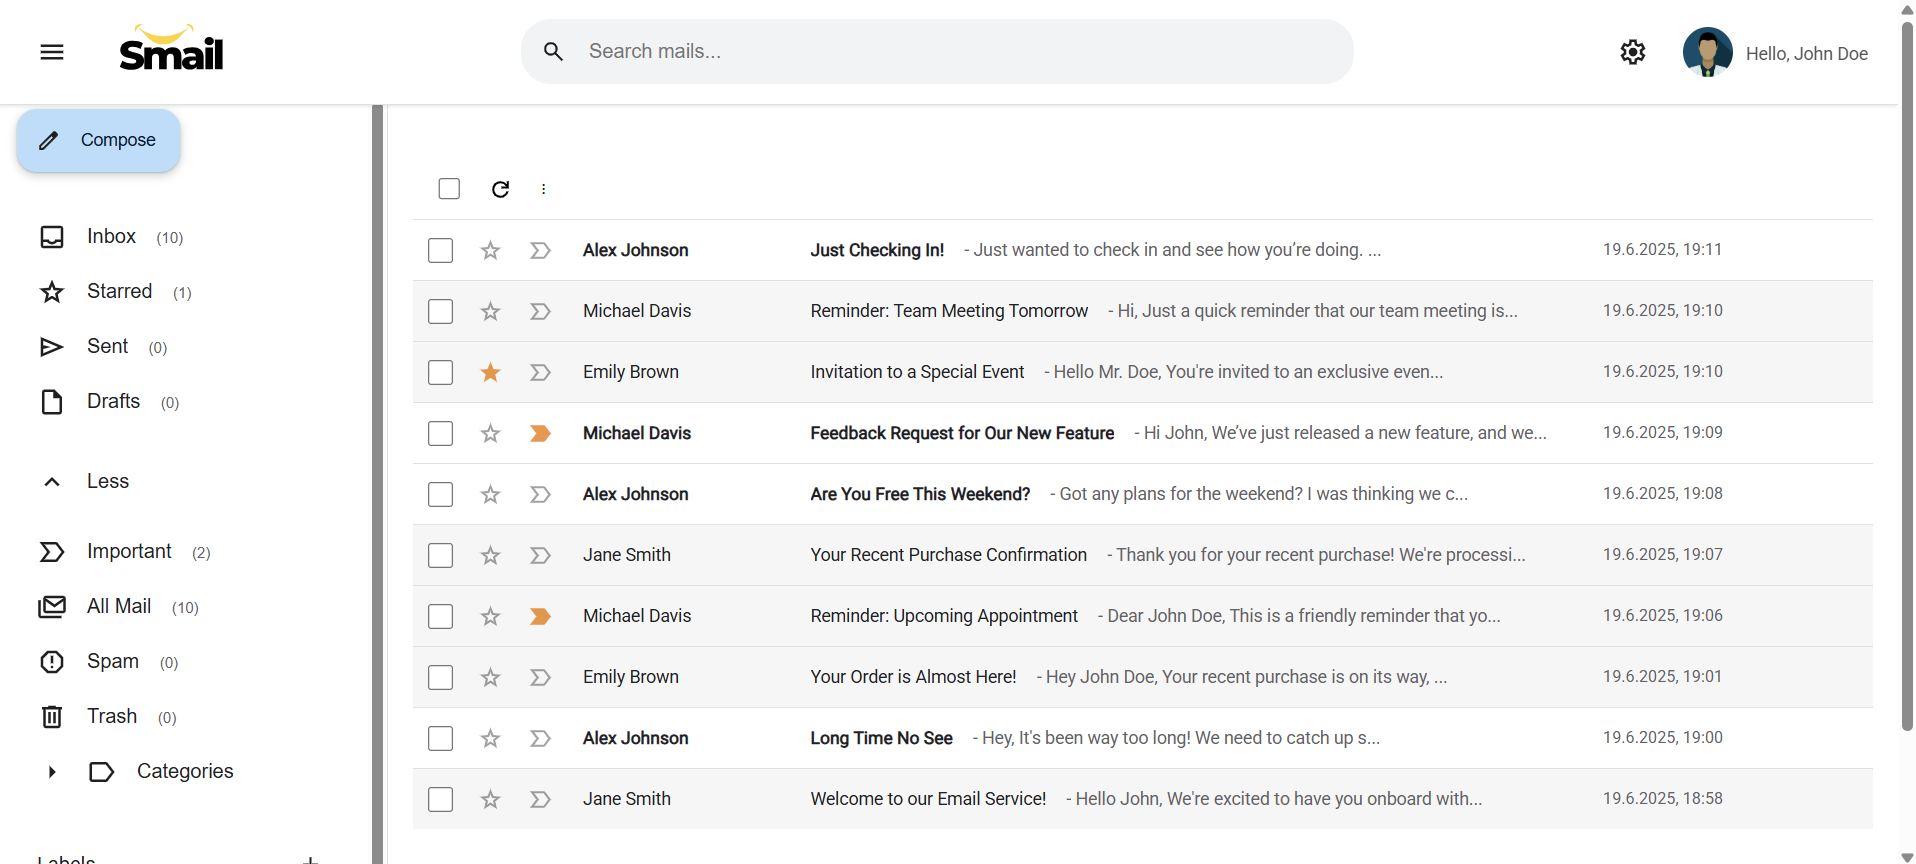 Smail
Search mails...
Hello, John Doe
Compose
Inbox (10)
Starred (1)
Sent (0)
Drafts (0)
Less
Important (2)
All Mail (10)
Spam (0)
Trash (0)
Categories
Labels
Alex Johnson Just Checking In! - Just wanted to check in and see how you’re doing. ... 19.6.2025, 19:11
Michael Davis Reminder: Team Meeting Tomorrow - Hi, Just a quick reminder that our team meeting is... 19.6.2025, 19:10
Emily Brown Invitation to a Special Event - Hello Mr. Doe, You're invited to an exclusive even... 19.6.2025, 19:10
Michael Davis Feedback Request for Our New Feature - Hi John, We’ve just released a new feature, and we... 19.6.2025, 19:09
Alex Johnson Are You Free This Weekend? - Got any plans for the weekend? I was thinking we c... 19.6.2025, 19:08
Jane Smith Your Recent Purchase Confirmation - Thank you for your recent purchase! We're processi... 19.6.2025, 19:07
Michael Davis Reminder: Upcoming Appointment - Dear John Doe, This is a friendly reminder that yo... 19.6.2025, 19:06
Emily Brown Your Order is Almost Here! - Hey John Doe, Your recent purchase is on its way, ... 19.6.2025, 19:01
Alex Johnson Long Time No See - Hey, It's been way too long! We need to catch up s... 19.6.2025, 19:00
Jane Smith Welcome to our Email Service! - Hello John, We're excited to have you onboard with... 19.6.2025, 18:58